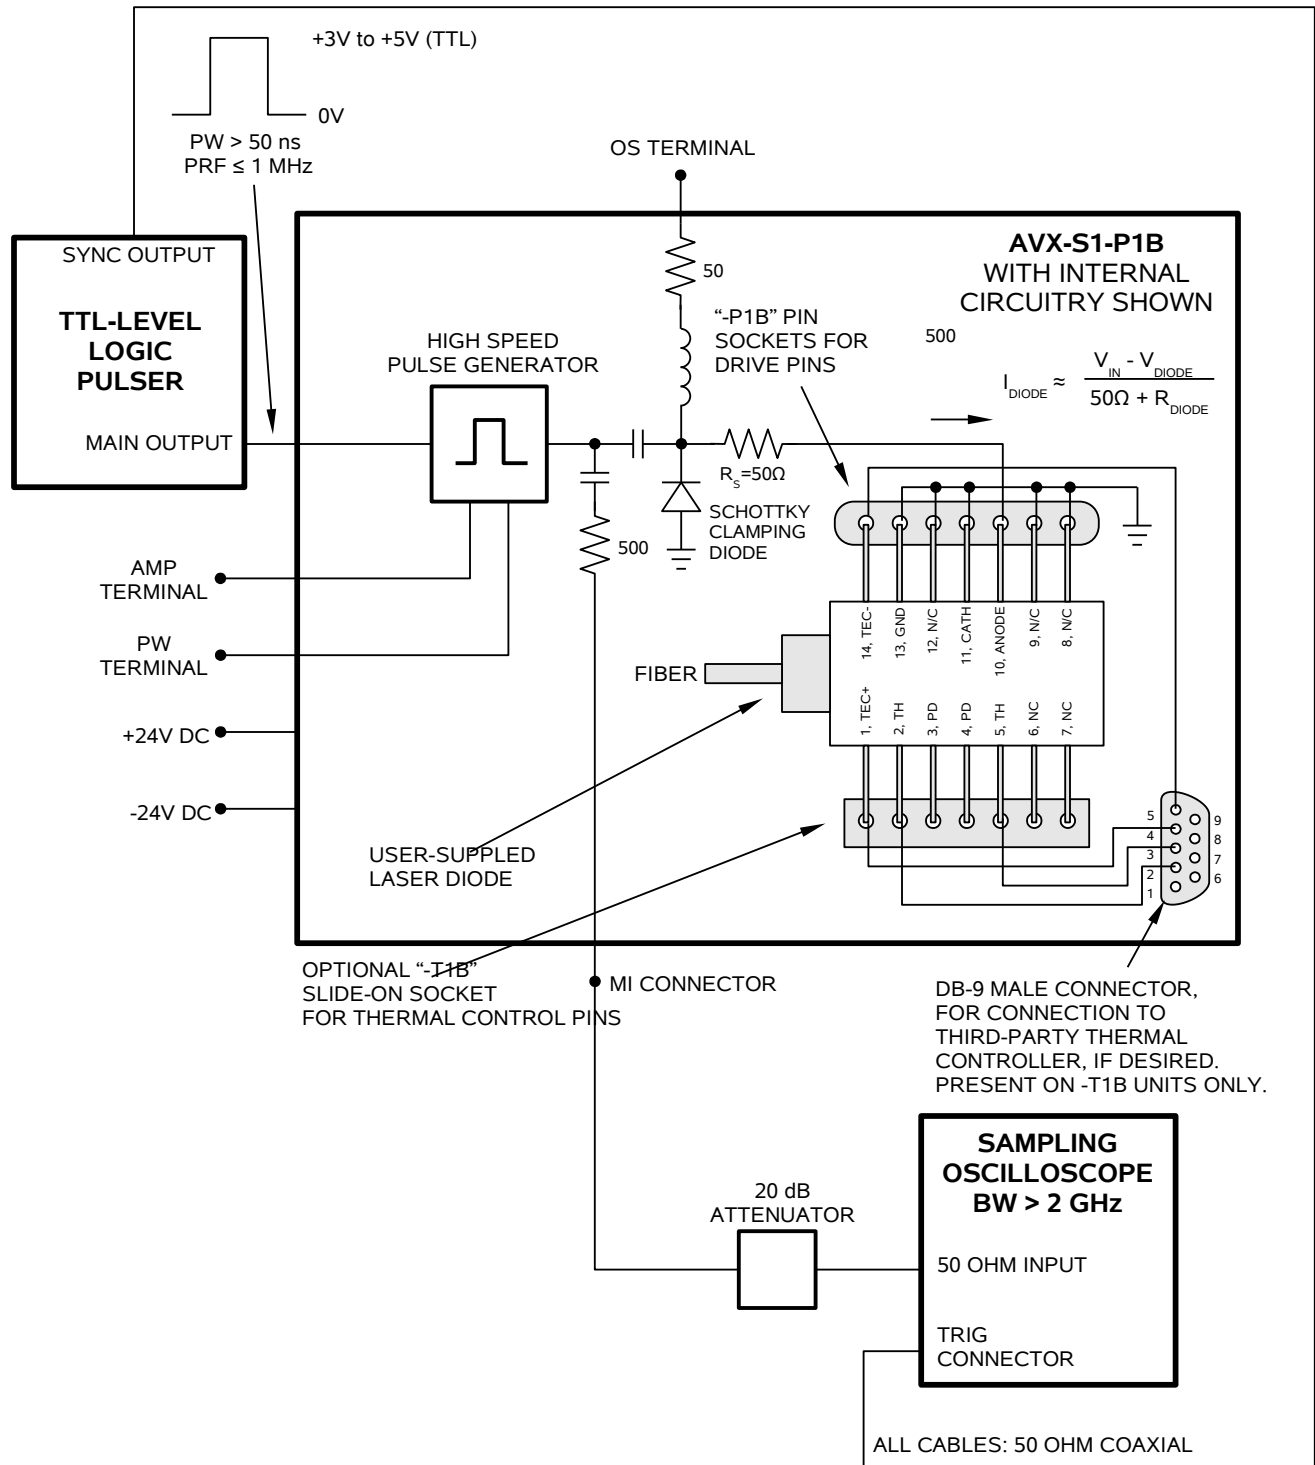 +3V to +5V (TTL)
0V
PW > 50 ns
PRF ≤ 1 MHz
OS TERMINAL
SYNC OUTPUT
TTL-LEVEL
LOGIC
PULSER
MAIN OUTPUT
AVX-S1-P1B
WITH INTERNAL
CIRCUITRY SHOWN
50
HIGH SPEED
PULSE GENERATOR
"-P1B" PIN
SOCKETS FOR
DRIVE PINS
500
I DIODE ≈ V IN - V DIODE
50Ω + R DIODE
R S=50Ω
SCHOTTKY
CLAMPING
DIODE
500
AMP
TERMINAL
PW
TERMINAL
+24V DC
-24V DC
FIBER
14, TEC-
13, GND
12, N/C
11, CATH
10, ANODE
9, N/C
8, N/C
1, TEC+
2, TH
3, PD
4, PD
5, TH
6, NC
7, NC
5
4
3
2
1
9
8
7
6
USER-SUPPLED
LASER DIODE
OPTIONAL "-T1B"
SLIDE-ON SOCKET
FOR THERMAL CONTROL PINS
MI CONNECTOR
DB-9 MALE CONNECTOR,
FOR CONNECTION TO
THIRD-PARTY THERMAL
CONTROLLER, IF DESIRED.
PRESENT ON -T1B UNITS ONLY.
20 dB
ATTENUATOR
SAMPLING
OSCILLOSCOPE
BW > 2 GHz
50 OHM INPUT
TRIG
CONNECTOR
ALL CABLES: 50 OHM COAXIAL